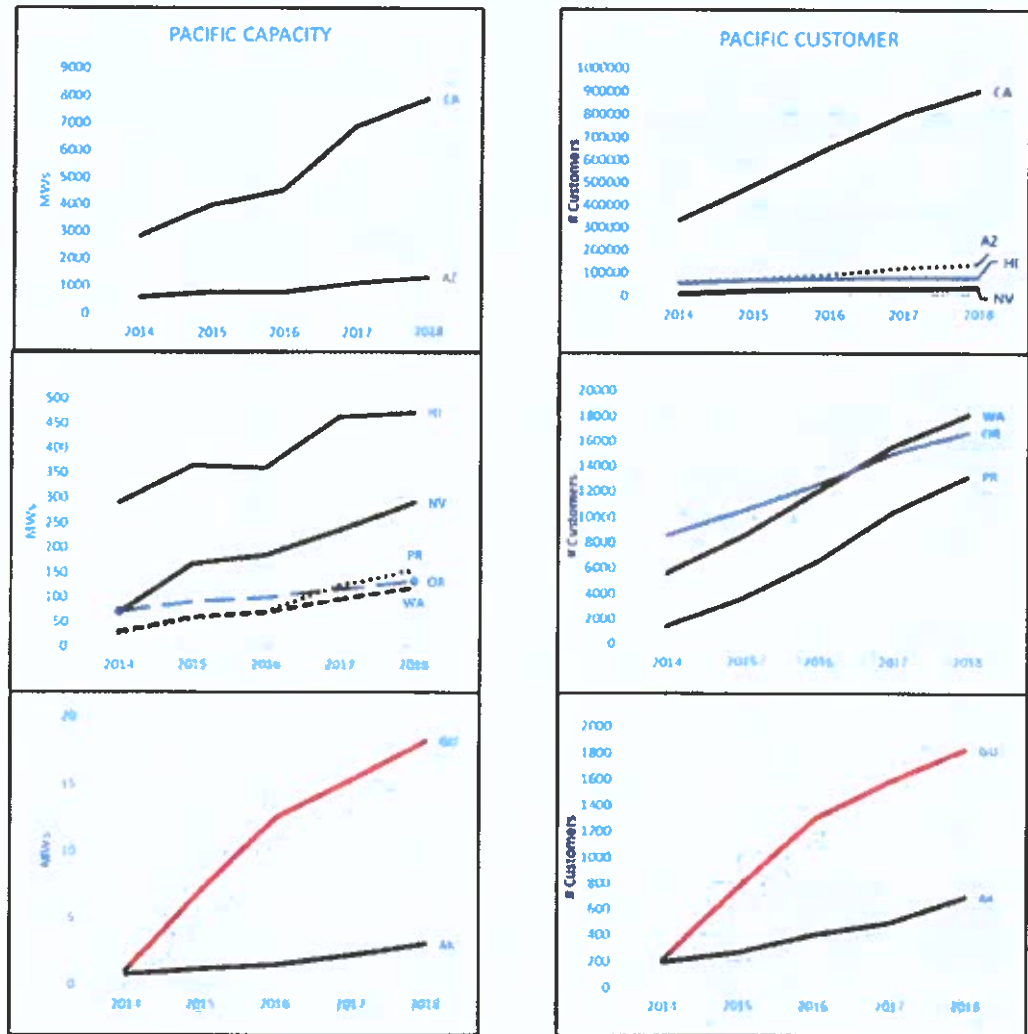 PACIFIC CAPACITY
9000
8000
7000
6000
5000
4000
3000
2000
1000
0
MWs
CA
AZ
2014 2015 2016 2017 2018
PACIFIC CUSTOMER
1000000
900000
800000
700000
600000
500000
400000
300000
200000
100000
0
# Customers
CA
AZ
HI
NV
2014 2015 2016 2017 2018
500
450
400
350
300
250
200
150
100
50
0
MWs
HI
NV
PR
OR
WA
2014 2015 2016 2017 2018
20000
18000
16000
14000
12000
10000
8000
6000
4000
2000
0
# Customers
WA
OR
PR
2014 2015 2016 2017 2018
20
15
10
5
0
MWs
GU
AK
2014 2015 2016 2017 2018
2000
1800
1600
1400
1200
1000
800
600
400
200
0
# Customers
GU
AK
2014 2015 2016 2017 2018